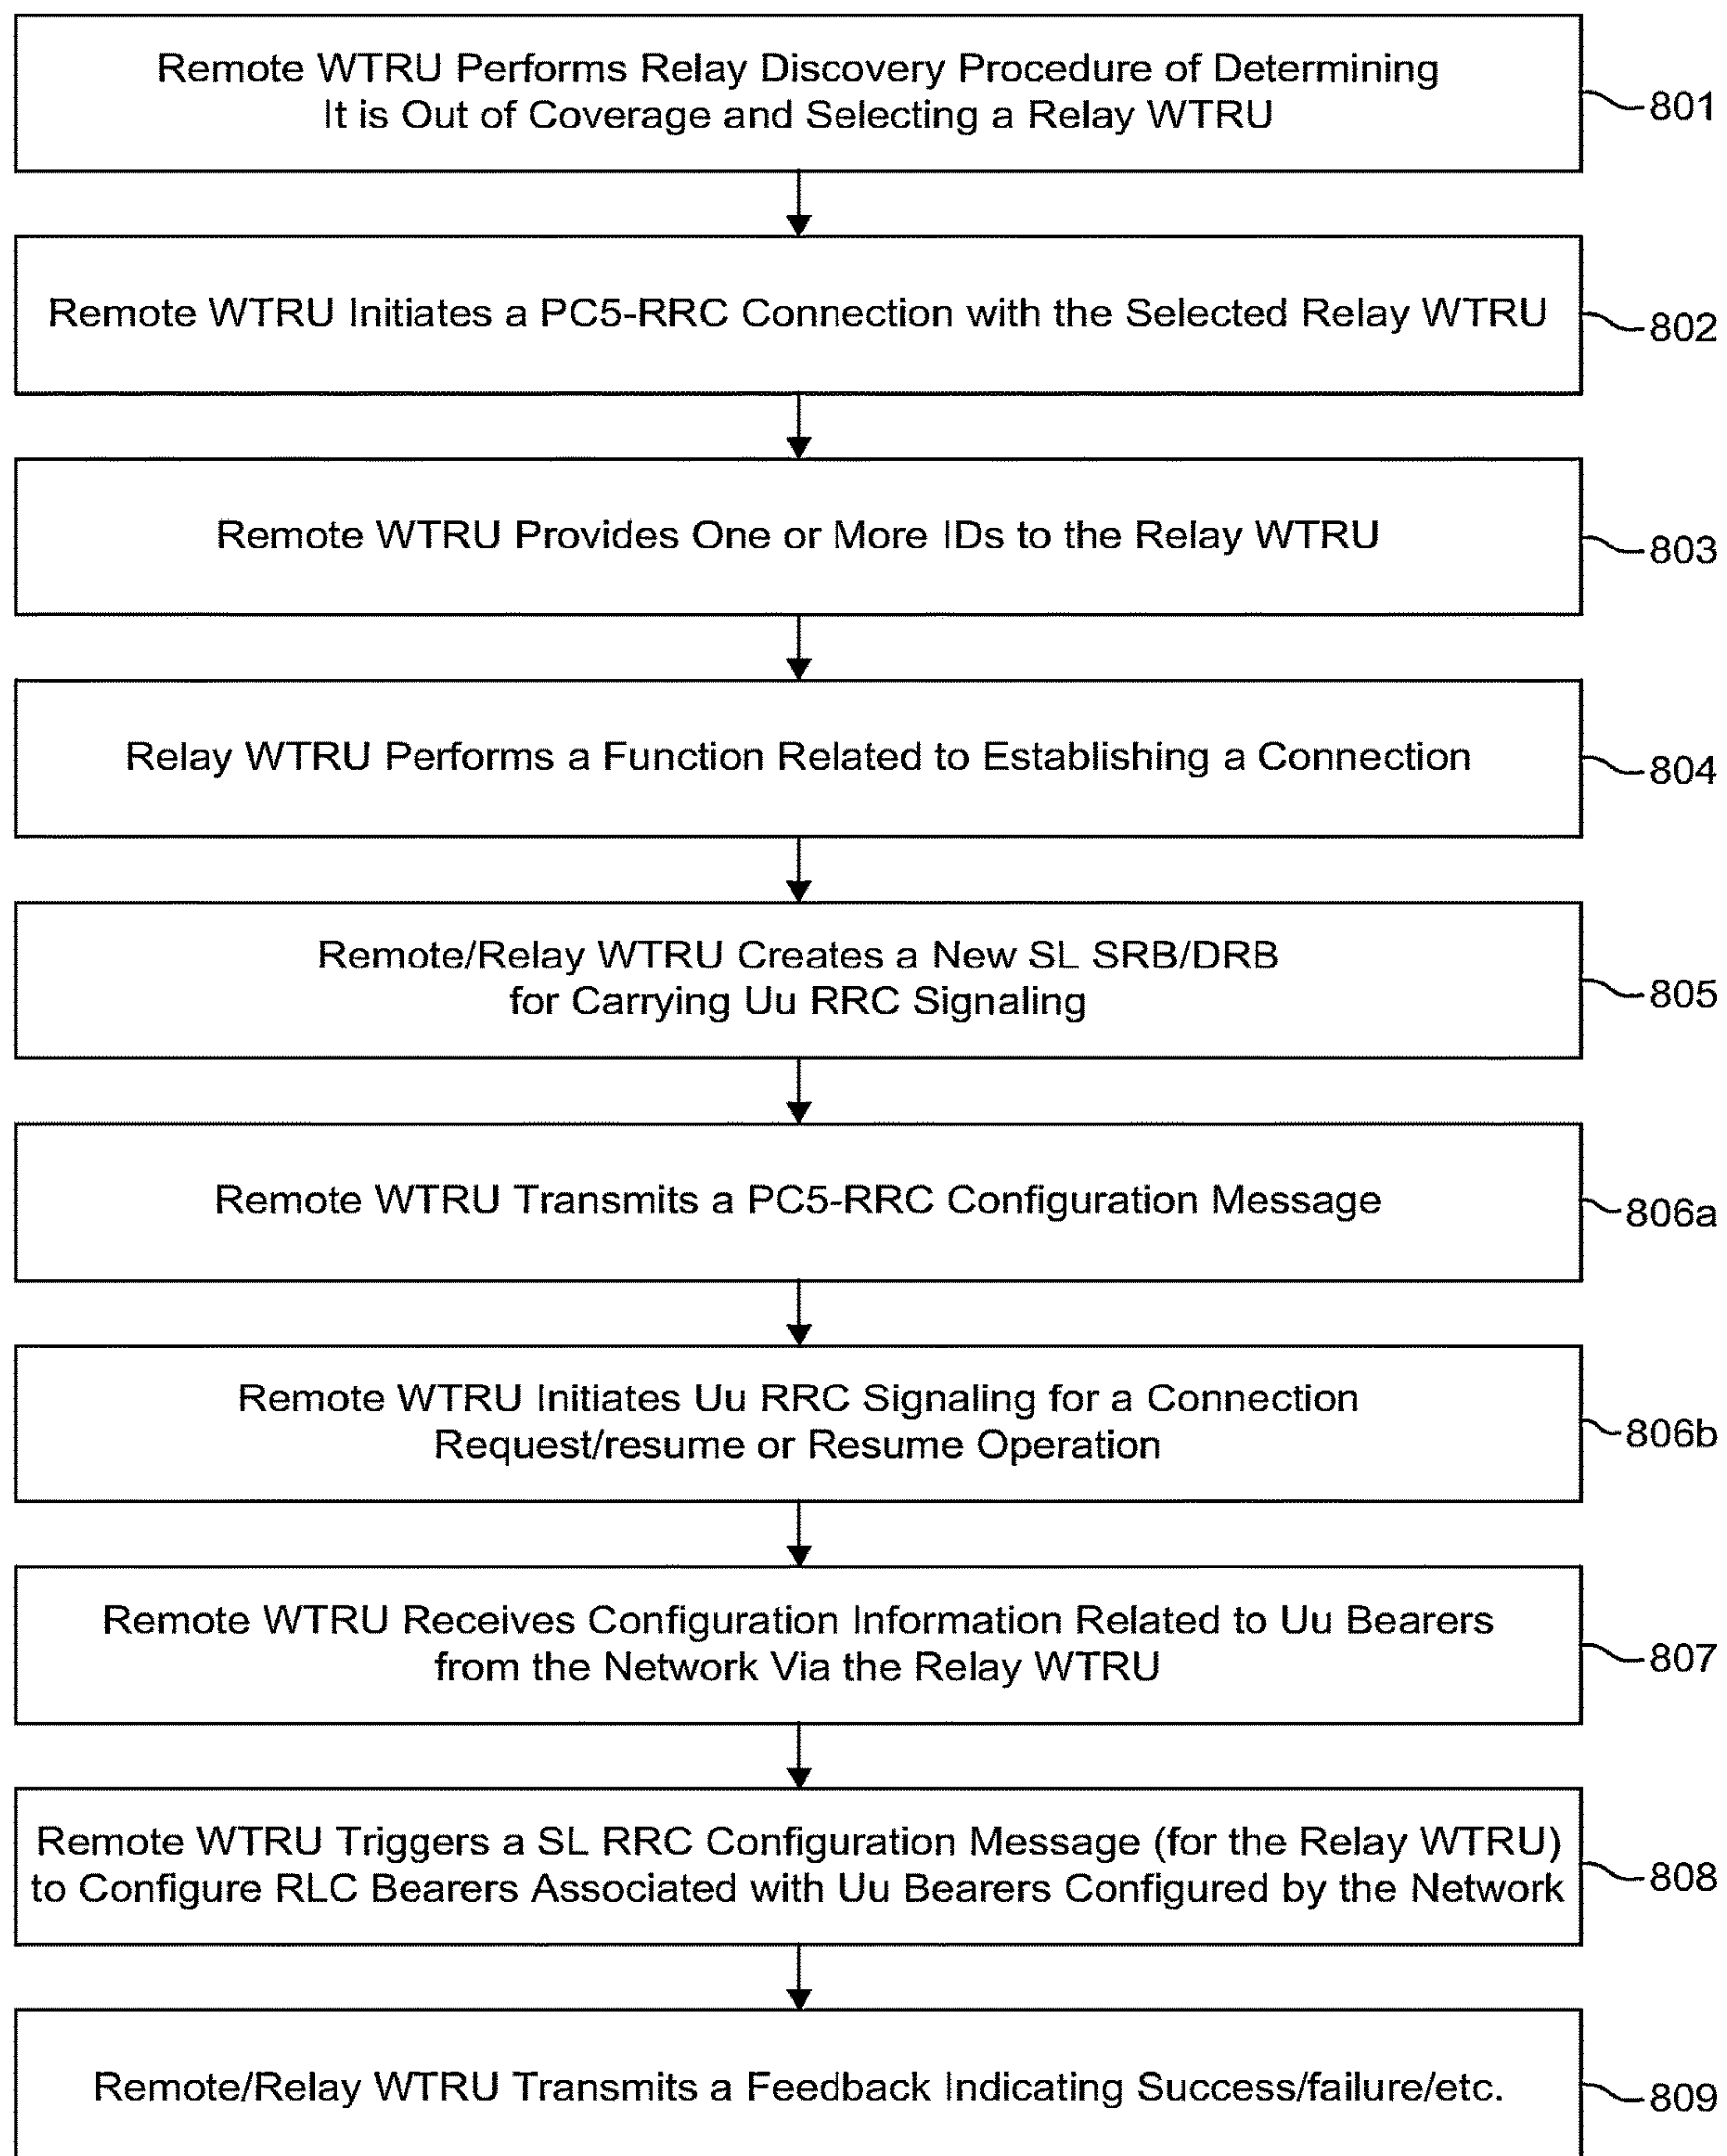 Remote WTRU Performs Relay Discovery Procedure of Determining
It is Out of Coverage and Selecting a Relay WTRU
801
Remote WTRU Initiates a PC5-RRC Connection with the Selected Relay WTRU
802
Remote WTRU Provides One or More IDs to the Relay WTRU
803
Relay WTRU Performs a Function Related to Establishing a Connection
804
Remote/Relay WTRU Creates a New SL SRB/DRB
for Carrying Uu RRC Signaling
805
Remote WTRU Transmits a PC5-RRC Configuration Message
806a
Remote WTRU Initiates Uu RRC Signaling for a Connection
Request/resume or Resume Operation
806b
Remote WTRU Receives Configuration Information Related to Uu Bearers
from the Network Via the Relay WTRU
807
Remote WTRU Triggers a SL RRC Configuration Message (for the Relay WTRU)
to Configure RLC Bearers Associated with Uu Bearers Configured by the Network
808
Remote/Relay WTRU Transmits a Feedback Indicating Success/failure/etc.
809